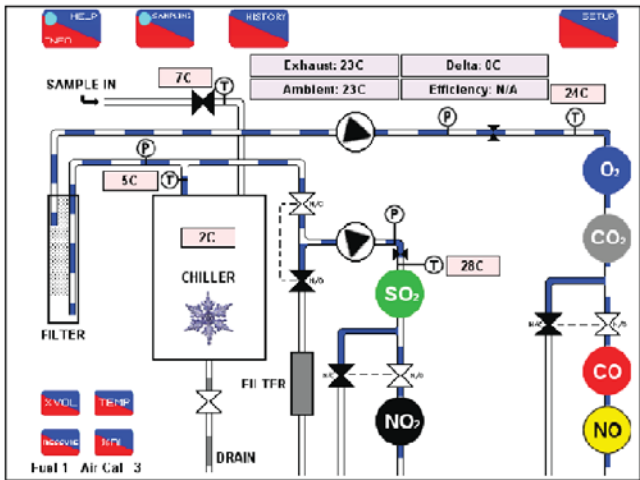 HELP
INFO
SAMPLING
HISTORY
SETUP
7C
T
Exhaust: 23C
Delta: 0C
SAMPLE IN
Ambient: 23C
Efficiency: N/A
24C
P
T
P
5C
T
O₂
N/C
2C
P
CO₂
CHILLER
T
28C
N/O
SO₂
FILTER
N/C
N/O
FILTER
N/C
N/O
CO
%VOL
TEMP
NO₂
NO
DRAIN
Fuel 1 Air Cal 3